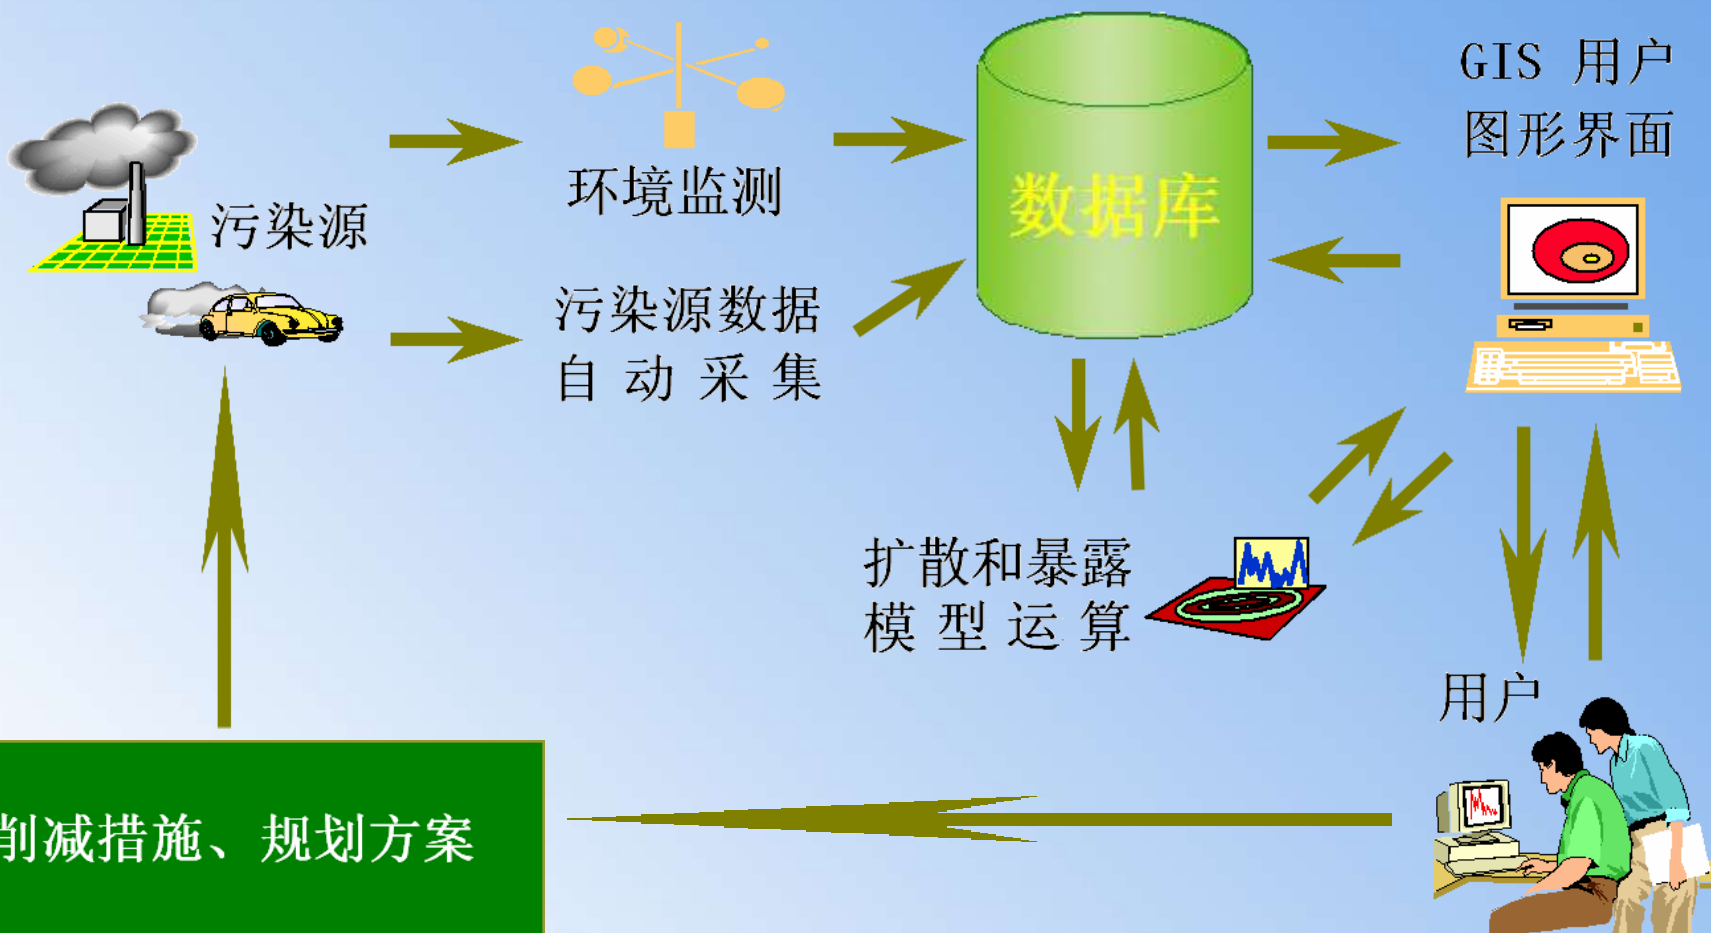 GIS 用户
图形界面
环境监测
数据库
污染源
污染源数据
自动采集
扩散和暴露
模型运算
用户
削减措施、规划方案